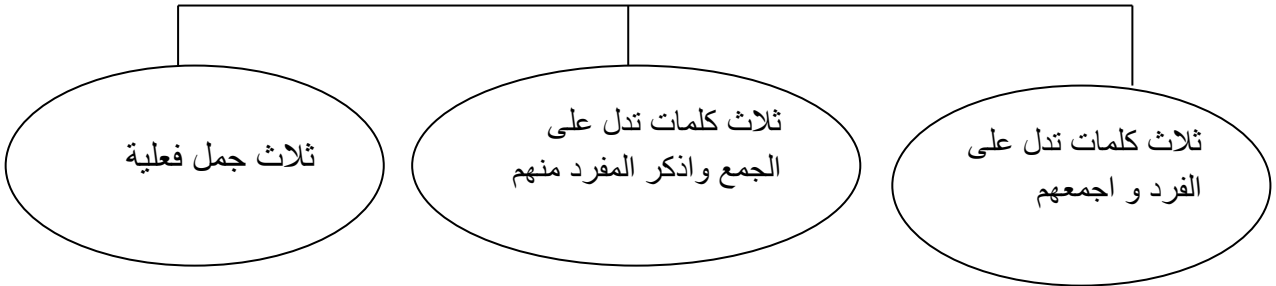 ثلاث كلمات تدل على
الفرد و اجمعهم
ثلاث كلمات تدل على
الجمع واذكر المفرد منهم
ثلاث جمل فعلية